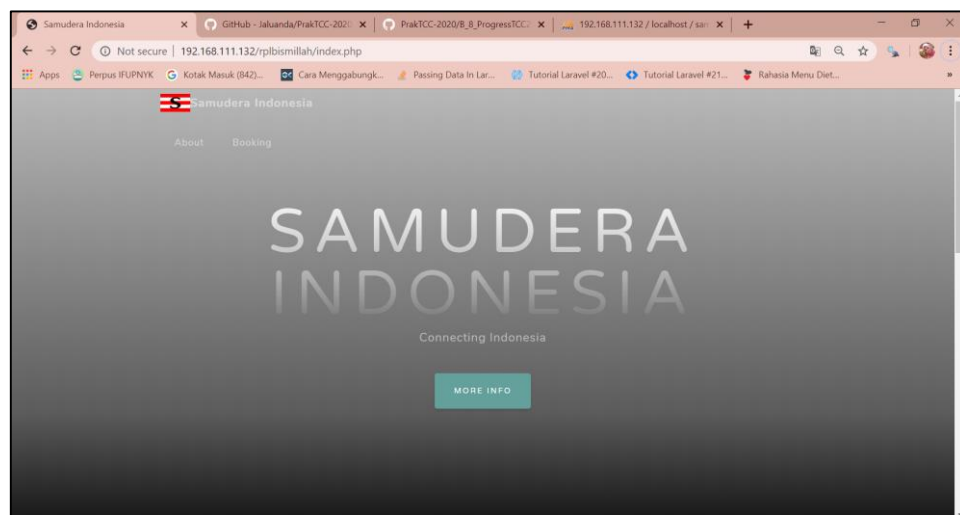 Samudera Indonesia
GitHub - Jaluanda/PrakTCC-2020
PrakTCC-2020/B_8_ProgressTCC
192.168.111.132 / localhost / sam
Not secure | 192.168.111.132/rplbismillah/index.php
Apps Perpus IFUPNYK Kotak Masuk (842)... Cara Menggabungk... Passing Data In Lar... Tutorial Laravel #20... Tutorial Laravel #21... Rahasia Menu Diet... »
S Samudera Indonesia
About Booking
SAMUDERA
INDONESIA
Connecting Indonesia
MORE INFO